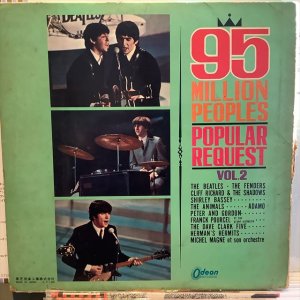 BEATLES
95
MILLION
PEOPLES
POPULAR
REQUEST
VOL.2
THE BEATLES · THE FENDERS
CLIFF RICHARD & THE SHADOWS
SHIRLEY BASSEY
THE ANIMALS ADAMO
PETER AND GORDON
FRANCK POURCEL
THE DAVE CLARK FIVE
HERMAN'S HERMITS
MICHEL MAGNE et son orchestre
Odeon